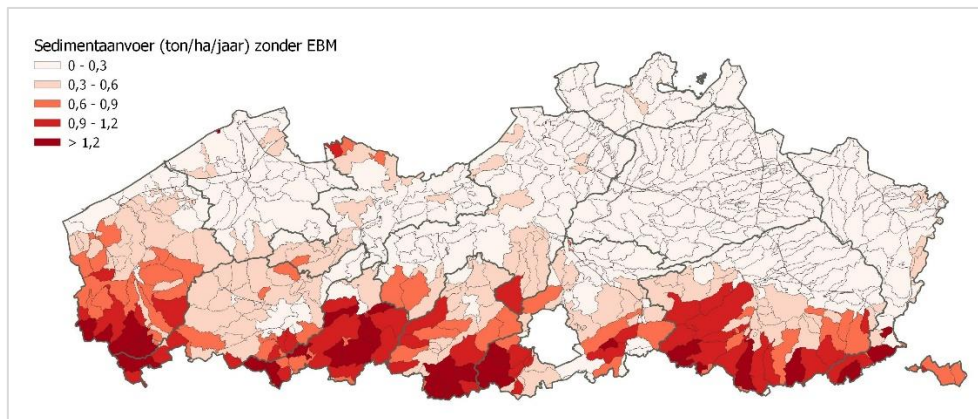 Sedimentaanvoer (ton/ha/jaar) zonder EBM
0 - 0,3
0,3 - 0,6
0,6 - 0,9
0,9 - 1,2
> 1,2